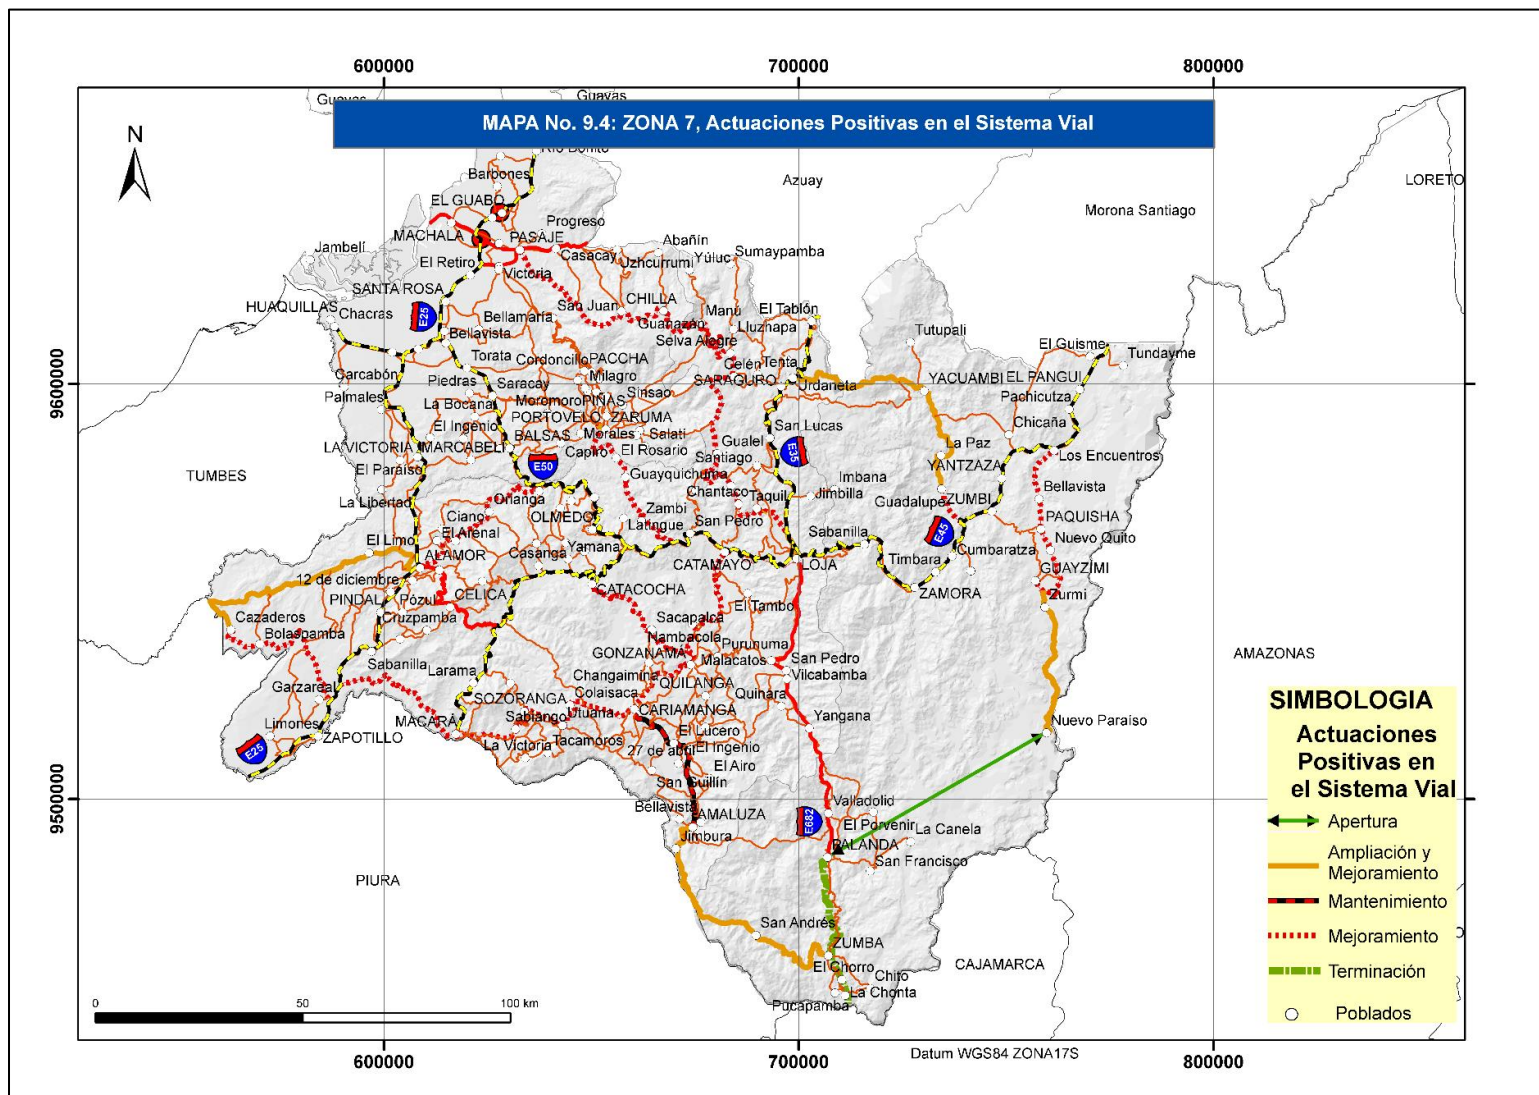 600000
700000
800000
Guayas
Guayas
MAPA No. 9.4: ZONA 7, Actuaciones Positivas en el Sistema Vial
N
Río Bonito
Barbones
Azuay
LORETO
EL GUABO
Morona Santiago
Progreso
MACHALA
PASAJE
Abañín
Jambelí
El Retiro
Casacay
Uzhcurrumi
Yúluc
Sumaypamba
Victoria
SANTA ROSA
HUAQUILLAS
Chacras
E25
San Juan
CHILLA
Manú
El Tablón
Bellamaría
Guanazán
Lluzhapa
Bellavista
Selva Alegre
Tutupali
El Guisme
Tundayme
Torata
Cordoncillo
PACCHA
Celén
Tenta
Carcabón
Piedras
Saracay
Milagro
SARAGURO
Urdaneta
YACUAMBI
EL PANGUI
9600000
9600000
Palmales
La Bocana
Moromoro
PIÑAS
Sinsao
Pachicutza
El Ingenio
PORTOVELO
ZARUMA
San Lucas
Chicaña
LA VICTORIA
MARCABELÍ
BALSAS
Morales
Salatí
Gualel
E35
La Paz
El Paraíso
E50
Capiro
El Rosario
Santiago
YANTZAZA
Los Encuentros
TUMBES
Guayquichuma
Imbana
La Libertad
Orianga
Chantaco
Taquil
Jimbilla
Guadalupe
ZUMBI
Bellavista
Ciano
OLMEDO
Zambi
San Pedro
Sabanilla
E45
PAQUISHA
El Limo
El Arenal
Latingue
Nuevo Quito
ALAMOR
Casanga
Yamana
CATAMAYO
LOJA
Timbara
Cumbaratza
12 de diciembre
GUAYZIMI
PINDAL
Pózul
CELICA
CATACOCHA
El Tambo
ZAMORA
Zurmi
Cazaderos
Cruzpamba
Sacapalca
Bolaspamba
Nambacola
Purunuma
GONZANAMÁ
Malacatos
San Pedro
AMAZONAS
Sabanilla
Larama
Changaimina
Vilcabamba
Garzareal
SOZORANGA
Colaisaca
QUILANGA
Quihara
Limones
MACARÁ
Sabiango
Utuana
CARIAMANGA
Yangana
Nuevo Paraíso
E25
ZAPOTILLO
La Victoria
Tacamoros
El Lucero
27 de abril
El Ingenio
El Airo
San Guillín
9500000
9500000
Bellavista
AMALUZA
E682
Valladolid
El Porvenir
La Canela
Jimbura
PALANDA
San Francisco
PIURA
San Andrés
ZUMBA
El Chorro
Chito
CAJAMARCA
La Chonta
Pucapamba
SIMBOLOGIA
Actuaciones
Positivas en
el Sistema Vial
Apertura
Ampliación y
Mejoramiento
Mantenimiento
Mejoramiento
Terminación
Poblados
0
50
100 km
Datum WGS84 ZONA17S
600000
700000
800000